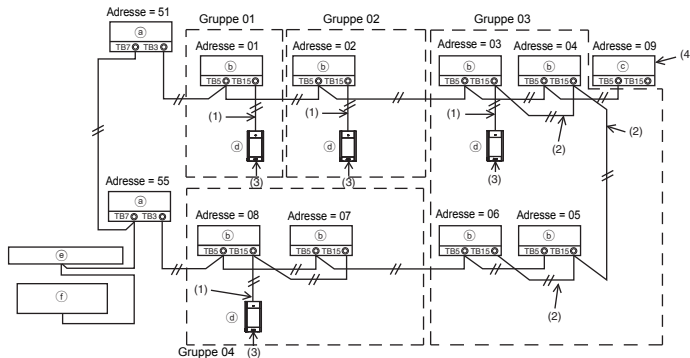 Adresse = 51
ⓐ
TB7 TB3
Gruppe 01
Gruppe 02
Gruppe 03
Adresse = 01
ⓑ
TB5 TB15
Adresse = 02
ⓑ
TB5 TB15
Adresse = 03
ⓑ
TB5 TB15
Adresse = 04
ⓑ
TB5 TB15
Adresse = 09
ⓒ
TB5 TB15
(4
(1)
(1)
(1)
(2)
(2)
ⓓ
ⓓ
ⓓ
(3)
(3)
(3)
Adresse = 55
ⓐ
TB7 TB3
Adresse = 08
ⓑ
TB5 TB15
Adresse = 07
ⓑ
TB5 TB15
Adresse = 06
ⓑ
TB5 TB15
Adresse = 05
ⓑ
TB5 TB15
ⓔ
ⓕ
(1)
(2)
ⓓ
Gruppe 04
(3)